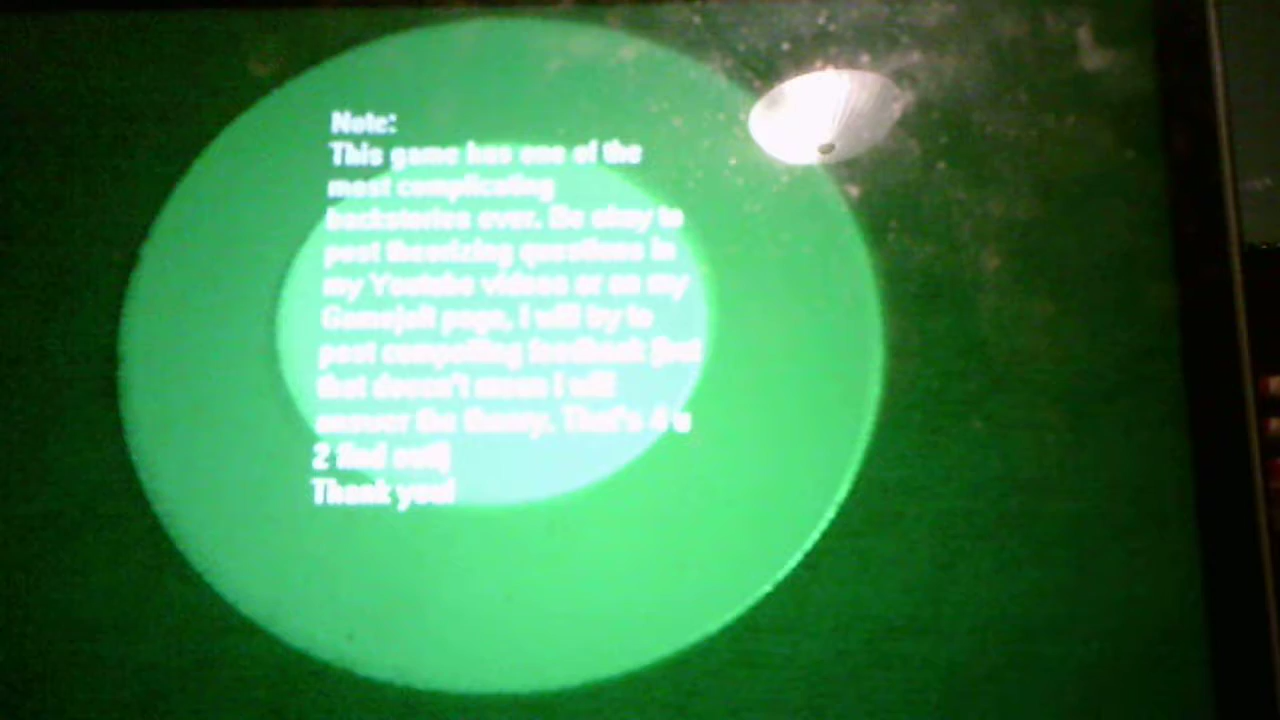 Note:
This game has one of the
most complicating
backstories ever. Be okay to
post theorizing questions in
my Youtube videos or on my
Gamejolt page, I will try to
post compelling feedback (but
that doesn't mean I will
answer the theory. That's 4 u
2 find out)
Thank you!